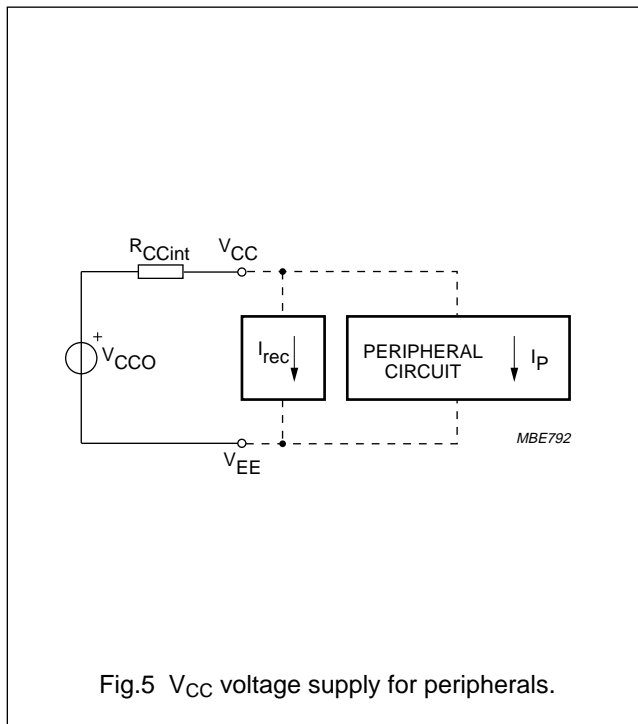 RCCint
VCC
+
VCCO
Irec
PERIPHERAL
CIRCUIT
IP
MBE792
VEE
Fig.5 VCC voltage supply for peripherals.